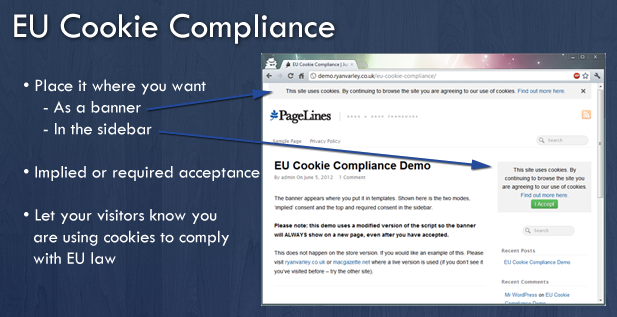 EU Cookie Compliance
• Place it where you want
- As a banner
- In the sidebar
• Implied or required acceptance
• Let your visitors know you
are using cookies to comply
with EU law
EU Cookie Compliance | Jus
demo.ryanvarley.co.uk/eu-cookie-compliance/
This site uses cookies. By continuing to browse the site you are agreeing to our use of cookies. Find out more here.
PageLines
Sample Page Privacy Policy
Search
EU Cookie Compliance Demo
By admin On June 5, 2012 1 Comment
The banner appears where you put it in templates. Shown here is the two modes,
'implied' consent and the top and required consent in the sidebar.
Please note: this demo uses a modified version of the script so the banner
will ALWAYS show on a new page, even after you have accepted.
This does not happen on the store version. If you would like an example of this. Please
visit ryanvarley.co.uk or macgazette.net where a live version is used (if you don't see it
you've visited before – try the other site).
This site uses cookies. By
continuing to browse the site you
are agreeing to our use of cookies.
Find out more here
I Accept
Search
Recent Posts
EU Cookie Compliance Demo
Recent Comments
Mr WordPress on EU Cookie
Compliance Demo